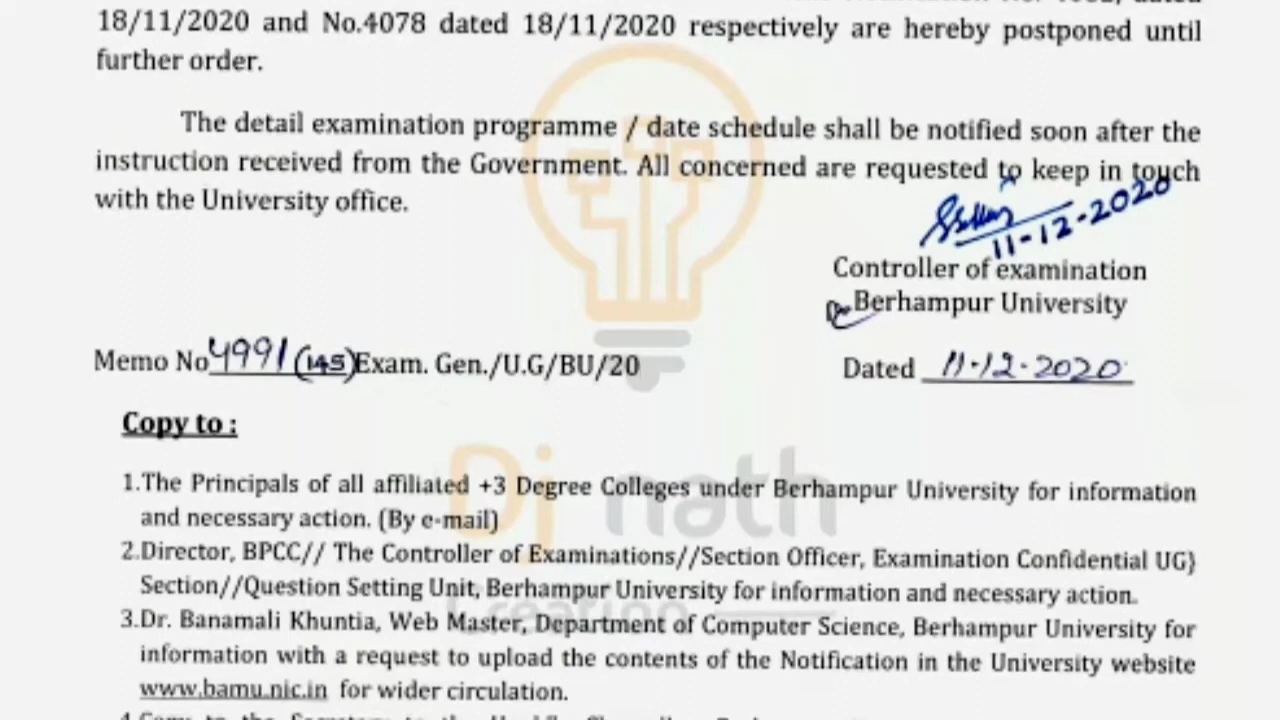 18/11/2020 and No.4078 dated 18/11/2020 respectively are hereby postponed until
further order.
The detail examination programme / date schedule shall be notified soon after the
instruction received from the Government. All concerned are requested to keep in touch
with the University office.
11-12-2020
Controller of examination
Berhampur University
Memo No 4991(145)Exam. Gen./U.G/BU/20
Dated 11-12-2020
Copy to :
1.The Principals of all affiliated +3 Degree Colleges under Berhampur University for information
and necessary action. (By e-mail)
2.Director, BPCC// The Controller of Examinations//Section Officer, Examination Confidential UG}
Section//Question Setting Unit, Berhampur University for information and necessary action.
3.Dr. Banamali Khuntia, Web Master, Department of Computer Science, Berhampur University for
information with a request to upload the contents of the Notification in the University website
www.bamu.nic.in for wider circulation.
Dj nath
Creation